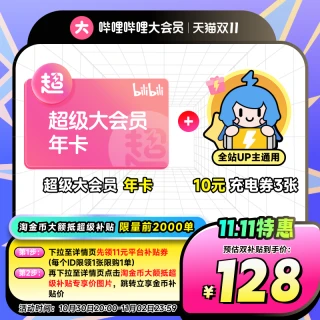 大 哔哩哔哩大会员 | 天猫双11
超
bilibili
超级大会员
年卡
超
+
全站UP主通用
超级大会员 年卡
10元 充电券3张
淘金币大额抵超级补贴 限量前2000单
第1步: 下拉至详情页先领11元平台补贴券
(每个ID限领1张限购1单)
第2步: 再下拉至详情页点击淘金币大额抵超
级补贴专享价图片,跳转立享金币补
贴价
活动时间: 10月30日20:00-11月02日23:59
11.11特惠
预估双补贴到手价:
¥128